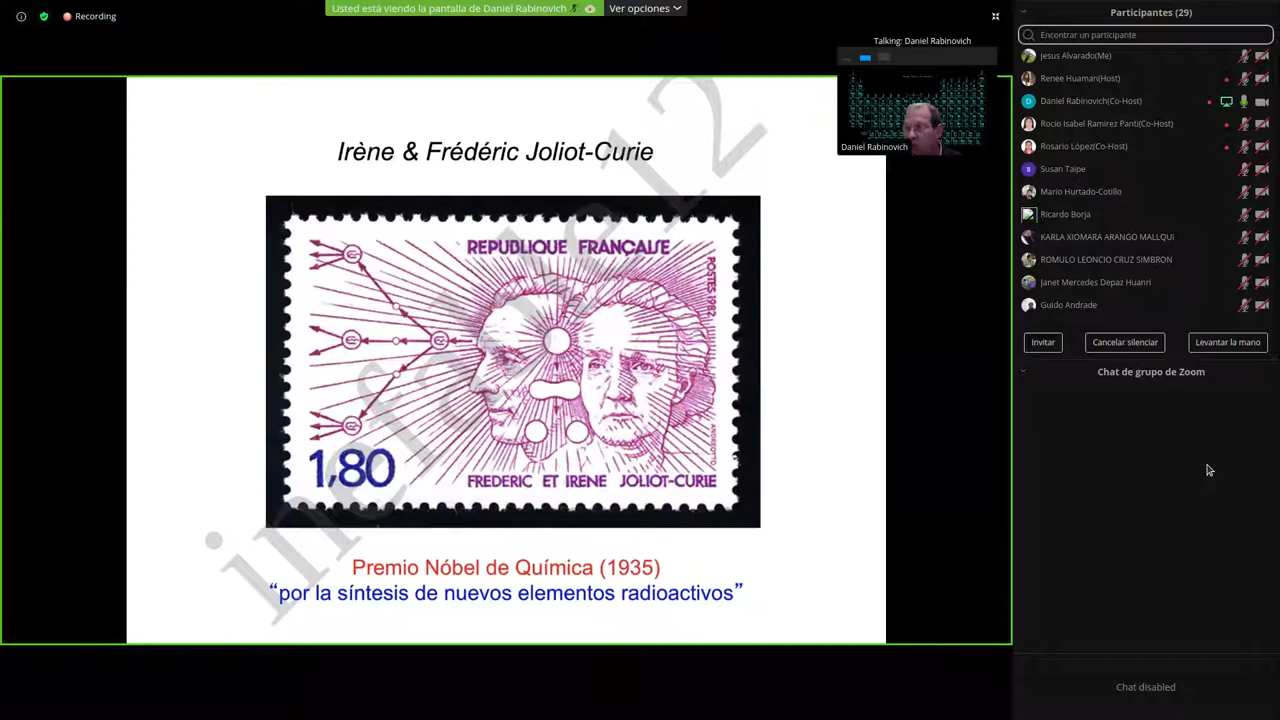 Usted está viendo la pantalla de Daniel Rabinovich
Ver opciones
Recording
Talking: Daniel Rabinovich
Daniel Rabinovich
Irène & Frédéric Joliot-Curie
REPUBLIQUE FRANÇAISE
POSTES 1982
1,80
FREDERIC ET IRENE JOLIOT-CURIE
ANDREOTTO
Premio Nóbel de Química (1935)
“por la síntesis de nuevos elementos radioactivos”
Participantes (29)
Encontrar un participante
Jesus Alvarado(Me)
Renee Huaman(Host)
D
Daniel Rabinovich(Co-Host)
Rocio Isabel Ramirez Panti(Co-Host)
Rosario López(Co-Host)
S
Susan Taipe
Mario Hurtado-Cotillo
Ricardo Borja
KARLA XIOMARA ARANGO MALLQUI
ROMULO LEONCIO CRUZ SIMBRON
Janet Mercedes Depaz Huanri
Guido Andrade
Invitar
Cancelar silenciar
Levantar la mano
Chat de grupo de Zoom
Chat disabled